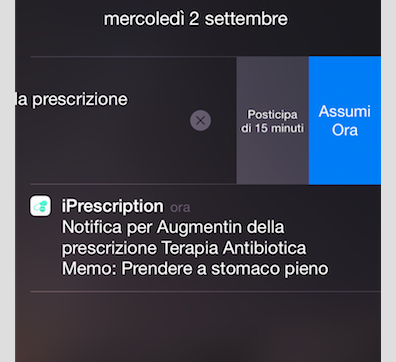 mercoledì 2 settembre
la prescrizione
Posticipa
di 15 minuti
Assumi
Ora
iPrescription ora
Notifica per Augmentin della
prescrizione Terapia Antibiotica
Memo: Prendere a stomaco pieno